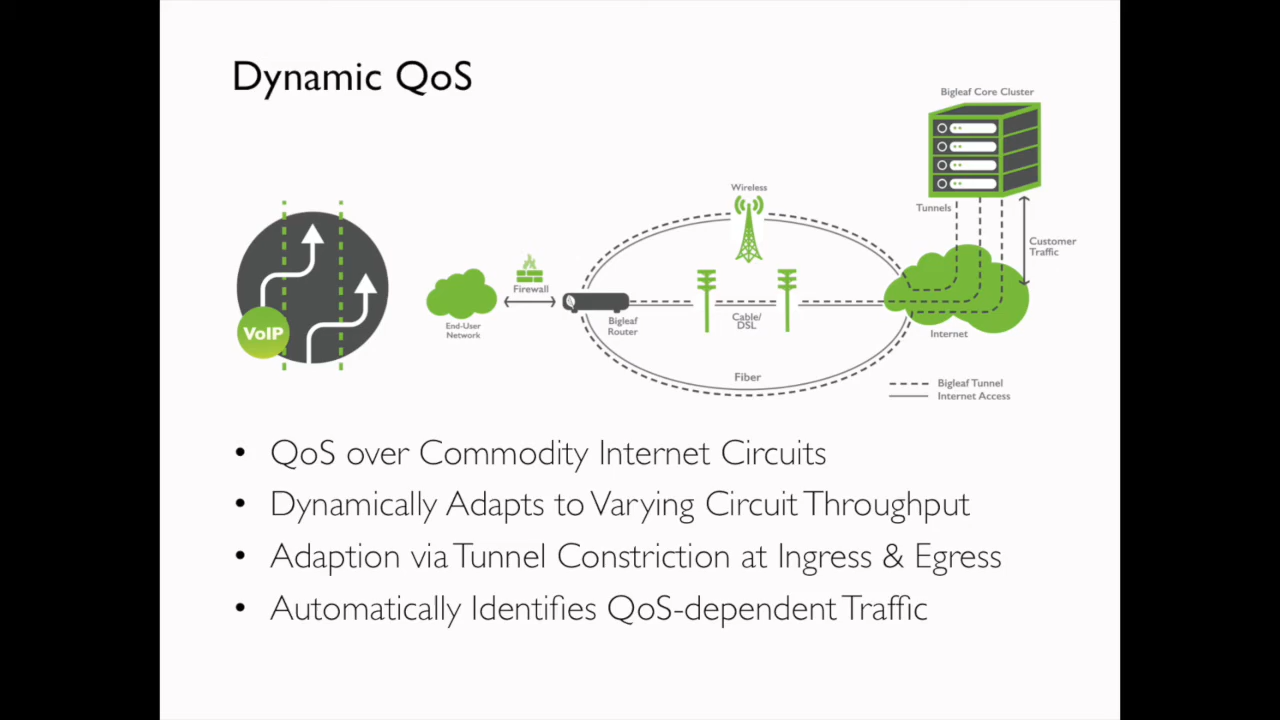 Dynamic QoS
Bigleaf Core Cluster
Wireless
Tunnels
Customer
Traffic
Firewall
VoIP
End-User
Network
Bigleaf
Router
Cable/
DSL
Internet
Fiber
Bigleaf Tunnel
Internet Access
• QoS over Commodity Internet Circuits
• Dynamically Adapts to Varying Circuit Throughput
• Adaption via Tunnel Constriction at Ingress & Egress
• Automatically Identifies QoS-dependent Traffic